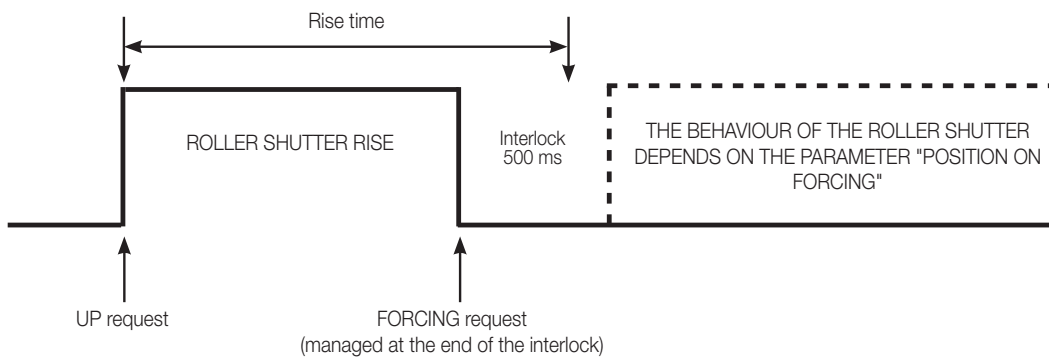 Rise time
ROLLER SHUTTER RISE
Interlock
500 ms
THE BEHAVIOUR OF THE ROLLER SHUTTER
DEPENDS ON THE PARAMETER "POSITION ON
FORCING"
UP request
FORCING request
(managed at the end of the interlock)